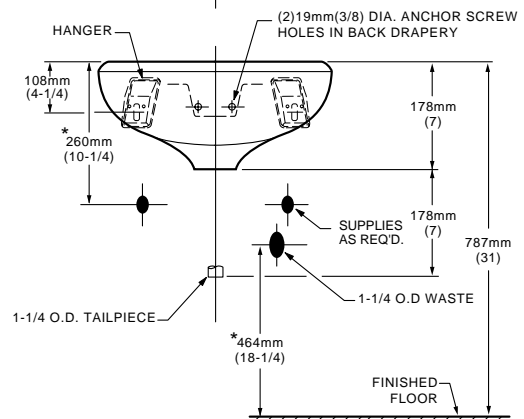 (2)19mm(3/8) DIA. ANCHOR SCREW
HOLES IN BACK DRAPERY
HANGER
108mm
(4-1/4)
*260mm
(10-1/4)
178mm
(7)
178mm
(7)
787mm
(31)
SUPPLIES
AS REQ'D.
1-1/4 O.D WASTE
1-1/4 O.D. TAILPIECE
*464mm
(18-1/4)
FINISHED
FLOOR